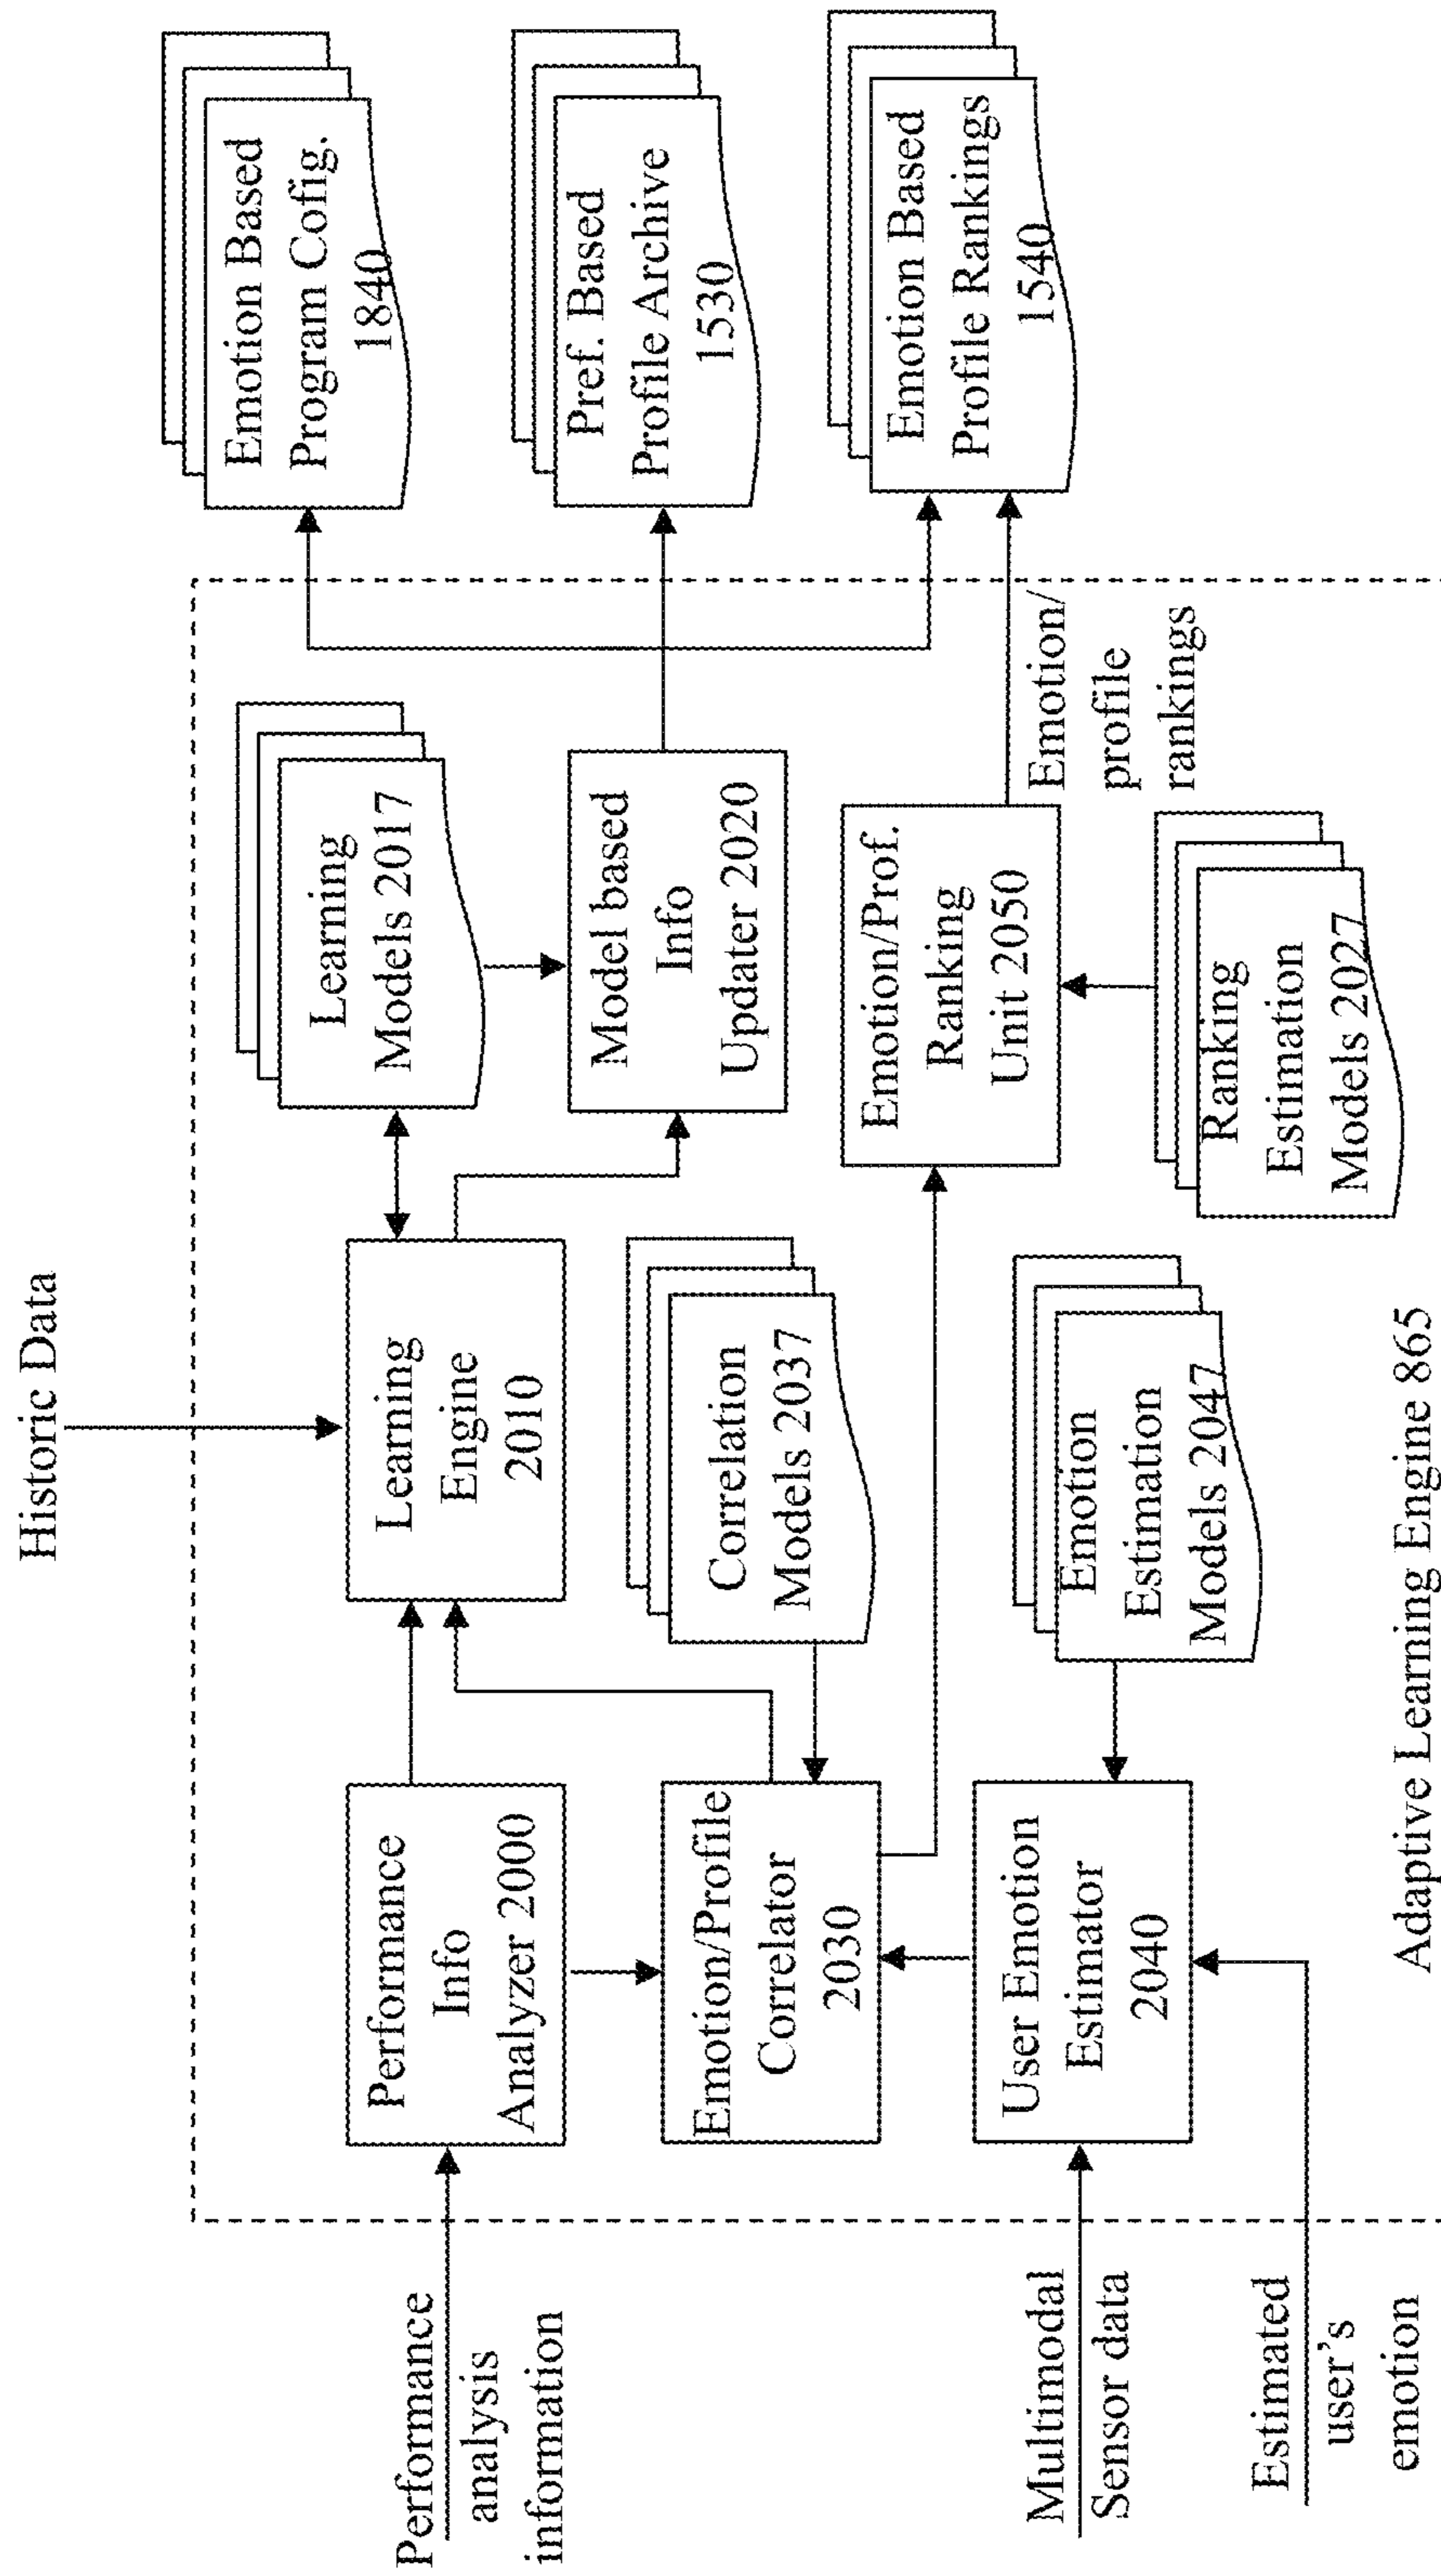 Historic Data
Performance
analysis
information
Performance
Info
Analyzer 2000
Learning
Engine
2010
Learning
Models 2017
Emotion Based
Program Cofig.
1840
Emotion/Profile
Correlator
2030
Correlation
Models 2037
Model based
Info
Updater 2020
Pref. Based
Profile Archive
1530
Multimodal
Sensor data
User Emotion
Estimator
2040
Emotion
Estimation
Models 2047
Emotion/Prof.
Ranking
Unit 2050
Emotion/
profile
rankings
Emotion Based
Profile Rankings
1540
Ranking
Estimation
Models 2027
Estimated
user's
emotion
Adaptive Learning Engine 865